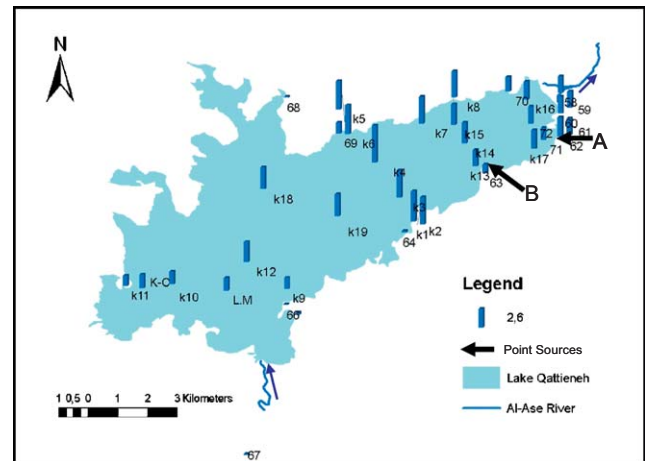 N
68
k5
69
k6
k8
k7
k15
k14
k13
63
70
k16
58
59
60
61
62
72
71
k17
A
B
k18
k4
k19
k3
k1
k2
64
k12
K-C
k11
k10
L.M
k9
66
67
Legend
2,6
Point Sources
Lake Qattieneh
Al-Ase River
1 0,5 0 1 2 3 Kilometers